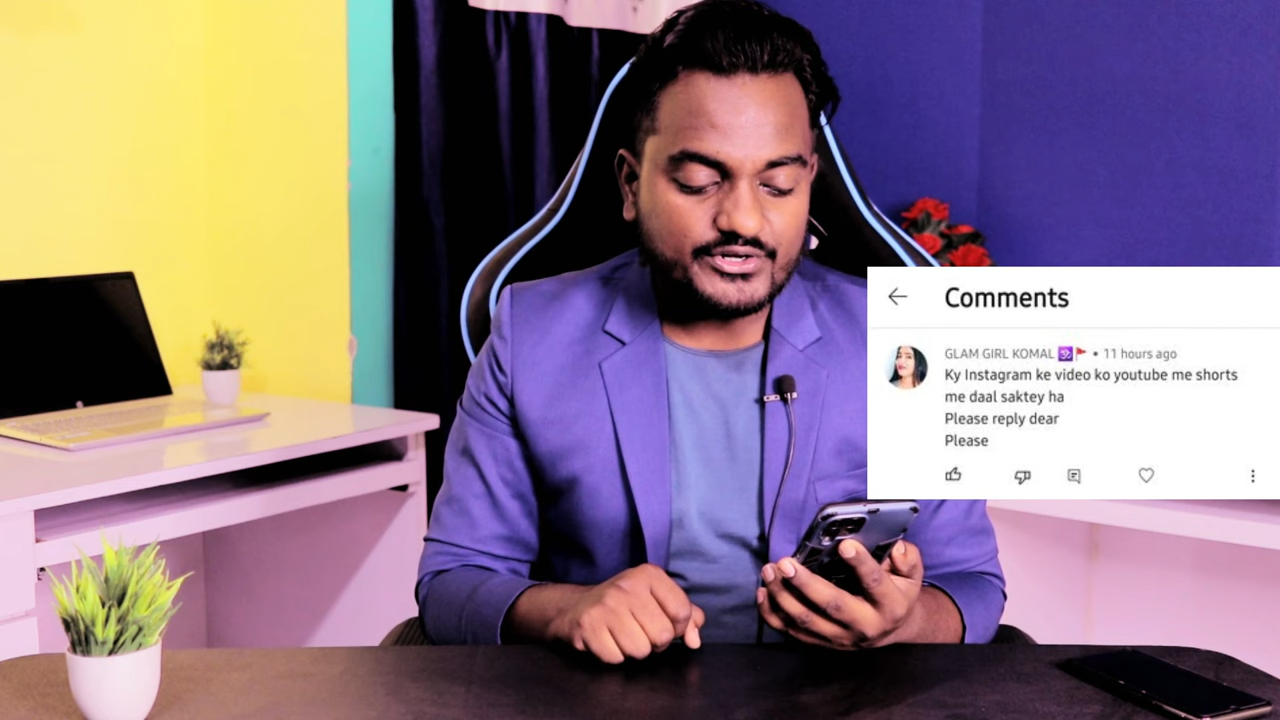 Comments
GLAM GIRL KOMAL 🕉️🚩 • 11 hours ago
Ky Instagram ke video ko youtube me shorts
me daal saktey ha
Please reply dear
Please